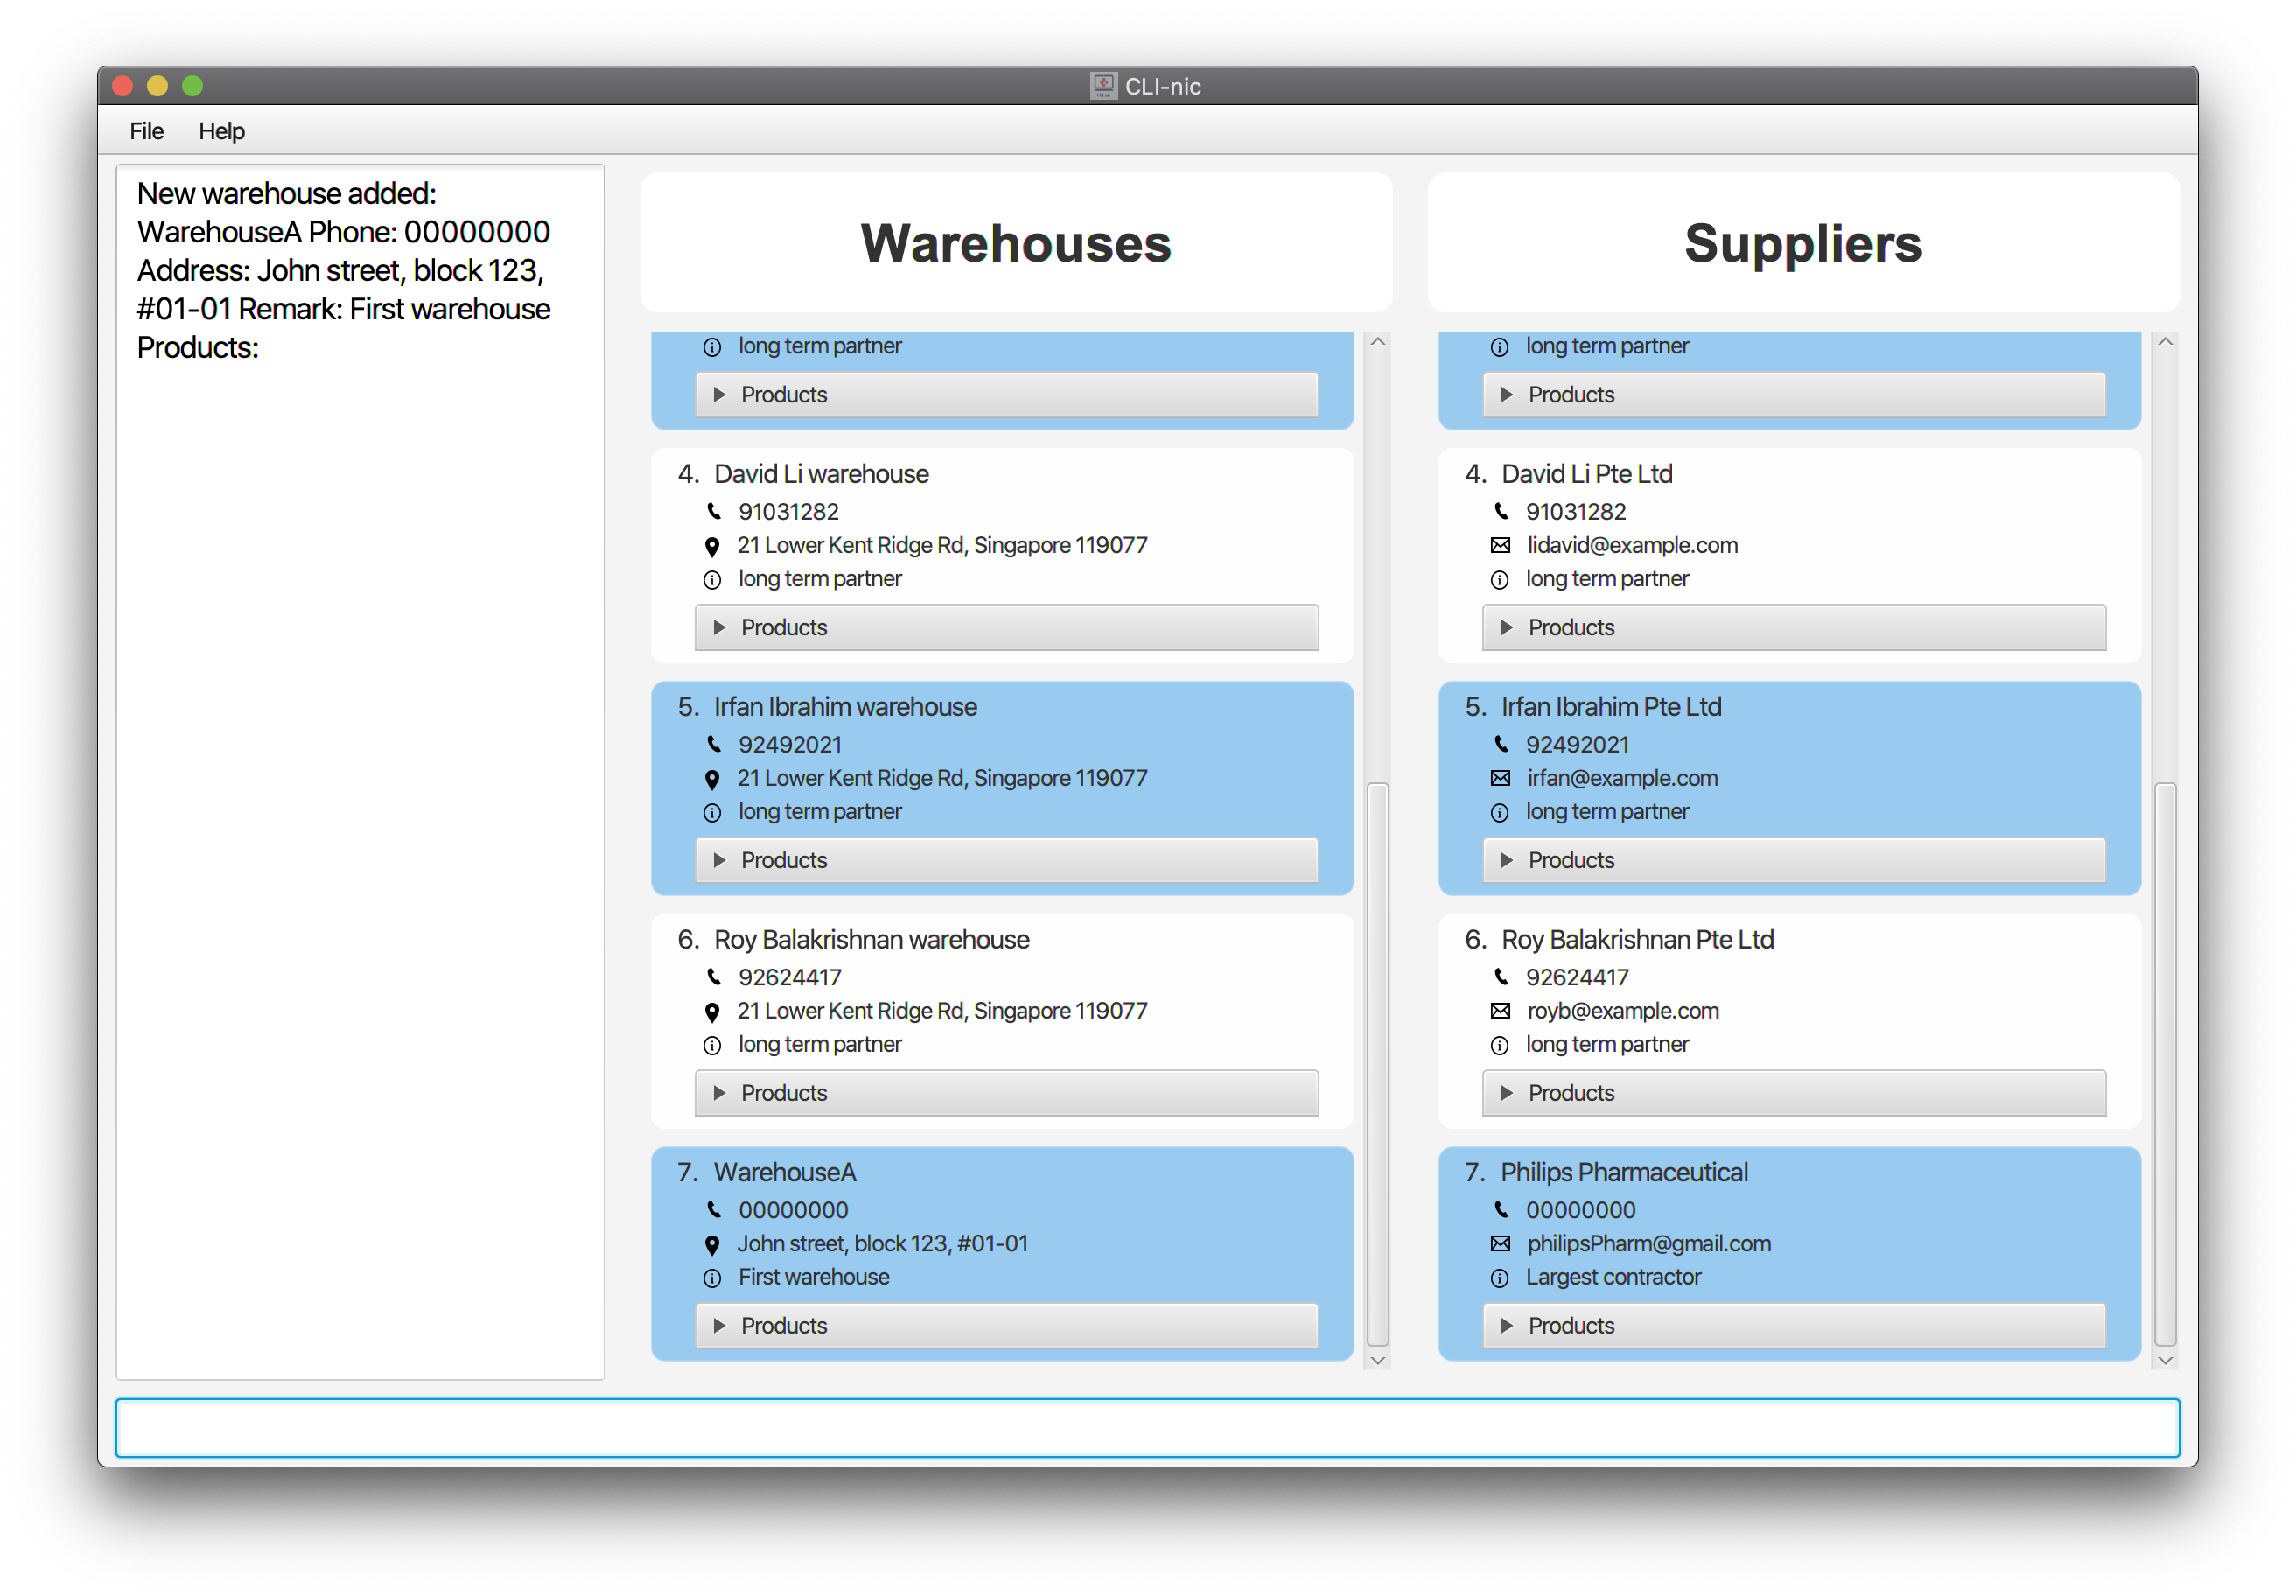 CLI-nic
File Help
New warehouse added:
WarehouseA Phone: 00000000
Address: John street, block 123,
#01-01 Remark: First warehouse
Products:
Warehouses
long term partner
Products
4. David Li warehouse
91031282
21 Lower Kent Ridge Rd, Singapore 119077
long term partner
Products
5. Irfan Ibrahim warehouse
92492021
21 Lower Kent Ridge Rd, Singapore 119077
long term partner
Products
6. Roy Balakrishnan warehouse
92624417
21 Lower Kent Ridge Rd, Singapore 119077
long term partner
Products
7. WarehouseA
00000000
John street, block 123, #01-01
First warehouse
Products
Suppliers
long term partner
Products
4. David Li Pte Ltd
91031282
lidavid@example.com
long term partner
Products
5. Irfan Ibrahim Pte Ltd
92492021
irfan@example.com
long term partner
Products
6. Roy Balakrishnan Pte Ltd
92624417
royb@example.com
long term partner
Products
7. Philips Pharmaceutical
00000000
philipsPharm@gmail.com
Largest contractor
Products